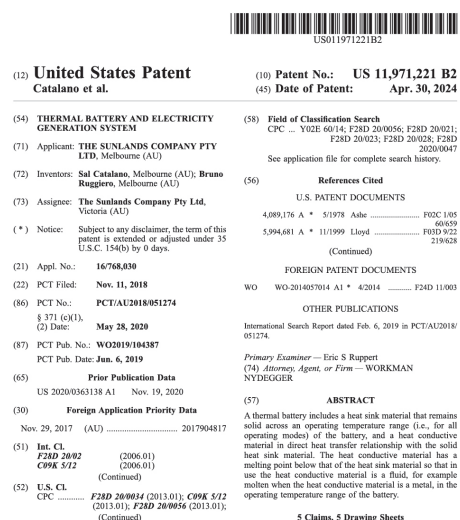 US011971221B2
(12) United States Patent
Catalano et al.
(10) Patent No.: US 11,971,221 B2
(45) Date of Patent: Apr. 30, 2024
(54) THERMAL BATTERY AND ELECTRICITY
GENERATION SYSTEM
(71) Applicant: THE SUNLANDS COMPANY PTY
LTD, Melbourne (AU)
(72) Inventors: Sal Catalano, Melbourne (AU); Bruno
Ruggiero, Melbourne (AU)
(73) Assignee: The Sunlands Company Pty Ltd,
Victoria (AU)
( * ) Notice: Subject to any disclaimer, the term of this
patent is extended or adjusted under 35
U.S.C. 154(b) by 0 days.
(21) Appl. No.: 16/768,030
(22) PCT Filed: Nov. 11, 2018
(86) PCT No.: PCT/AU2018/051274
§ 371 (c)(1),
(2) Date: May 28, 2020
(87) PCT Pub. No.: WO2019/104387
PCT Pub. Date: Jun. 6, 2019
(65) Prior Publication Data
US 2020/0363138 A1 Nov. 19, 2020
(30) Foreign Application Priority Data
Nov. 29, 2017 (AU) ................................ 2017904817
(51) Int. Cl.
F28D 20/02 (2006.01)
C09K 5/12 (2006.01)
(Continued)
(52) U.S. Cl.
CPC .......... F28D 20/0034 (2013.01); C09K 5/12
(2013.01); F28D 20/0056 (2013.01);
(Continued)
(58) Field of Classification Search
CPC ... Y02E 60/14; F28D 20/0056; F28D 20/021;
F28D 20/023; F28D 20/028; F28D
2020/0047
See application file for complete search history.
(56) References Cited
U.S. PATENT DOCUMENTS
4,089,176 A * 5/1978 Ashe ...................... F02C 1/05
60/659
5,994,681 A * 11/1999 Lloyd .................... F03D 9/22
219/628
(Continued)
FOREIGN PATENT DOCUMENTS
WO WO-2014057014 A1 * 4/2014 ............ F24D 11/003
OTHER PUBLICATIONS
International Search Report dated Feb. 6, 2019 in PCT/AU2018/
051274.
Primary Examiner — Eric S Ruppert
(74) Attorney, Agent, or Firm — WORKMAN
NYDEGGER
(57) ABSTRACT
A thermal battery includes a heat sink material that remains
solid across an operating temperature range (i.e., for all
operating modes) of the battery, and a heat conductive
material in direct heat transfer relationship with the solid
heat sink material. The heat conductive material has a
melting point below that of the heat sink material so that in
use the heat conductive material is a fluid, for example
molten when the heat conductive material is a metal, in the
operating temperature range of the battery.
5 Claims, 5 Drawing Sheets